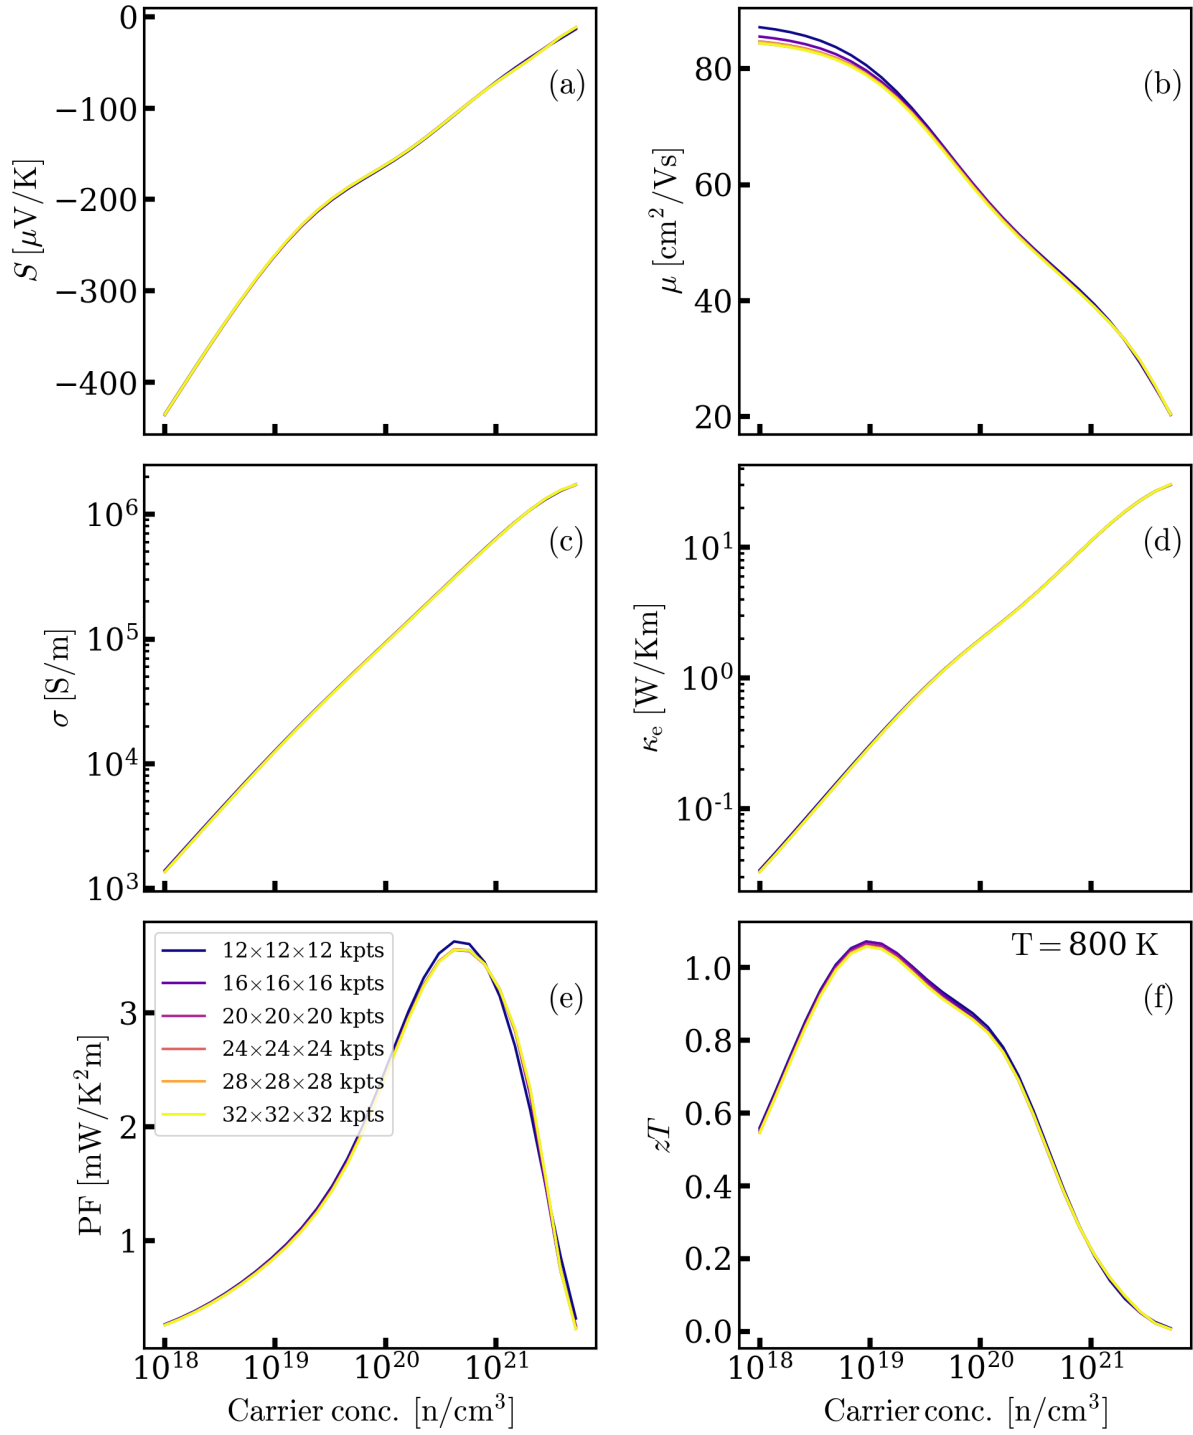 0
−100
−200
−300
−400
S [μV/K]
(a)
80
60
40
20
μ [cm²/Vs]
(b)
10⁶
10⁵
10⁴
10³
σ [S/m]
(c)
10¹
10⁰
10⁻¹
κₑ [W/Km]
(d)
3
2
1
PF [mW/K²m]
12×12×12 kpts
16×16×16 kpts
20×20×20 kpts
24×24×24 kpts
28×28×28 kpts
32×32×32 kpts
(e)
10¹⁸ 10¹⁹ 10²⁰ 10²¹
Carrier conc. [n/cm³]
1.0
0.8
0.6
0.4
0.2
0.0
zT
T = 800 K
(f)
10¹⁸ 10¹⁹ 10²⁰ 10²¹
Carrier conc. [n/cm³]